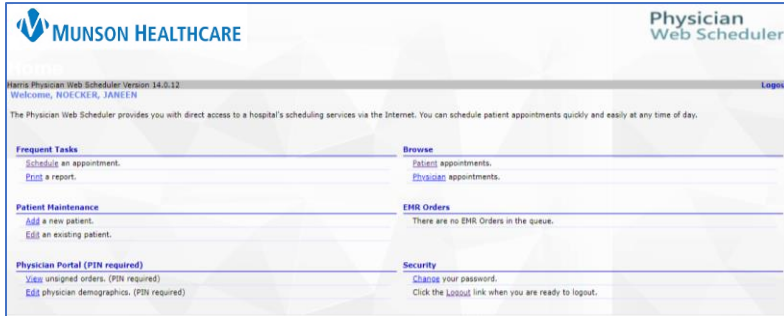 MUNSON HEALTHCARE
Physician
Web Scheduler
Home
Harris Physician Web Scheduler Version 14.0.12 Logou
Welcome, NOECKER, JANEEN
The Physician Web Scheduler provides you with direct access to a hospital's scheduling services via the Internet. You can schedule patient appointments quickly and easily at any time of day.
Frequent Tasks
Schedule an appointment.
Print a report.
Browse
Patient appointments.
Physician appointments.
Patient Maintenance
Add a new patient.
Edit an existing patient.
EMR Orders
There are no EMR Orders in the queue.
Physician Portal (PIN required)
View unsigned orders. (PIN required)
Edit physician demographics. (PIN required)
Security
Change your password.
Click the Logout link when you are ready to logout.